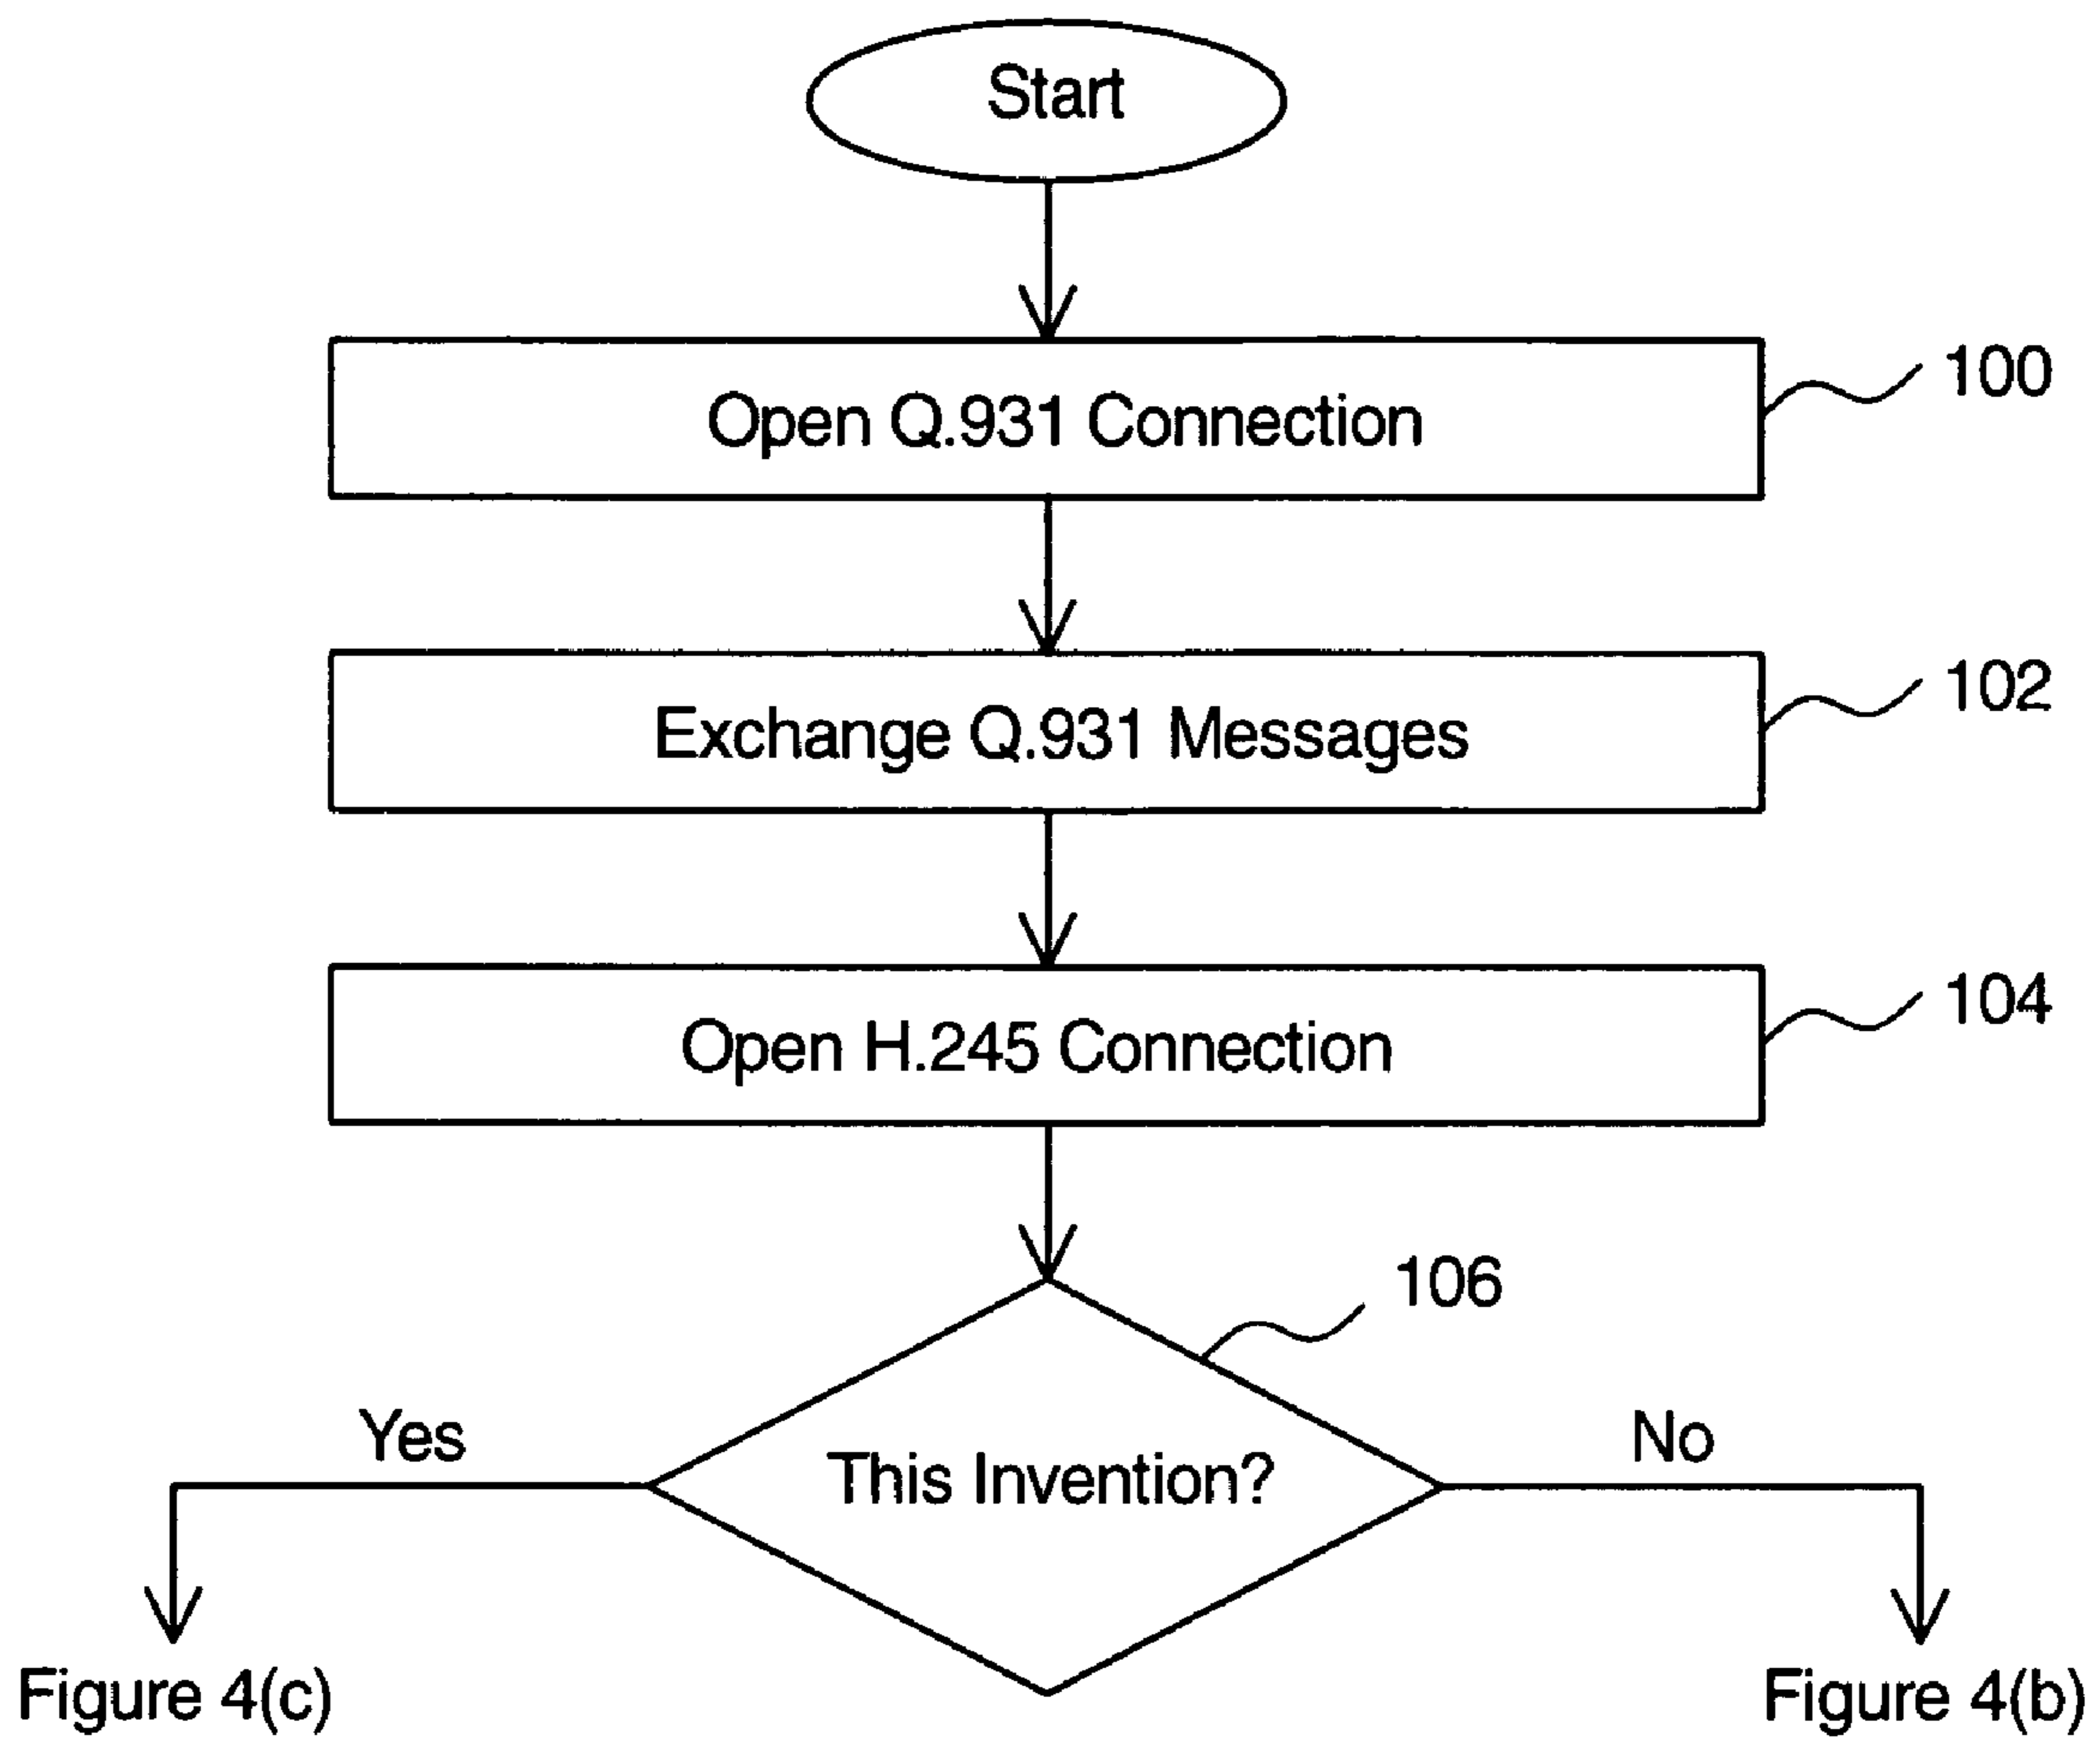 Start
Open Q.931 Connection
100
Exchange Q.931 Messages
102
Open H.245 Connection
104
106
This Invention?
Yes
No
Figure 4(c)
Figure 4(b)